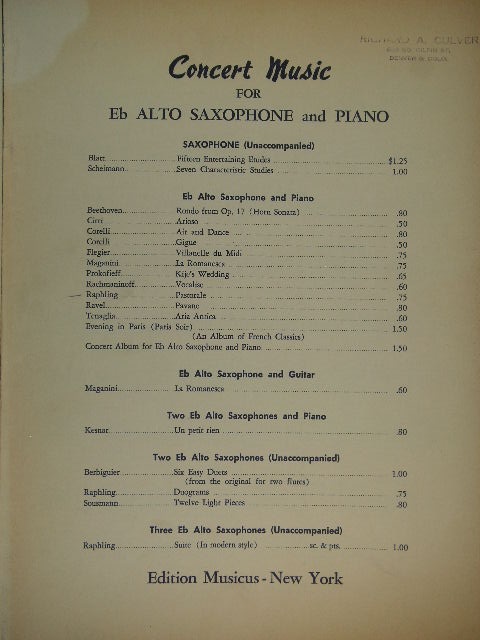 RICHARD A. CULVER
DENVER 9, COLO.
Concert Music
FOR
Eb ALTO SAXOPHONE and PIANO
SAXOPHONE (Unaccompanied)
Blatt.....Fifteen Entertaining Etudes.....$1.25
Scheimann.....Seven Characteristic Studies.....1.00
Eb Alto Saxophone and Piano
Beethoven.....Rondo from Op. 17 (Horn Sonata).....80
Cirri.....Arioso.....50
Corelli.....Air and Dance.....80
Corelli.....Gigue.....50
Flegier.....Villanelle du Midi.....75
Maganini.....La Romanesca.....75
Prokofieff.....Kije's Wedding.....65
Rachmaninoff.....Vocalise.....60
Raphling.....Pastorale.....75
Ravel.....Pavane.....80
Tenaglia.....Aria Antica.....60
Evening in Paris (Paris Soir).....1.50
(An Album of French Classics)
Concert Album for Eb Alto Saxophone and Piano.....1.50
Eb Alto Saxophone and Guitar
Maganini.....La Romanesca.....60
Two Eb Alto Saxophones and Piano
Kesnar.....Un petit rien.....80
Two Eb Alto Saxophones (Unaccompanied)
Berbiguier.....Six Easy Duets.....1.00
(from the original for two flutes)
Raphling.....Duograms.....75
Sousmann.....Twelve Light Pieces.....80
Three Eb Alto Saxophones (Unaccompanied)
Raphling.....Suite (In modern style).....sc. & pts.....1.00
Edition Musicus - New York